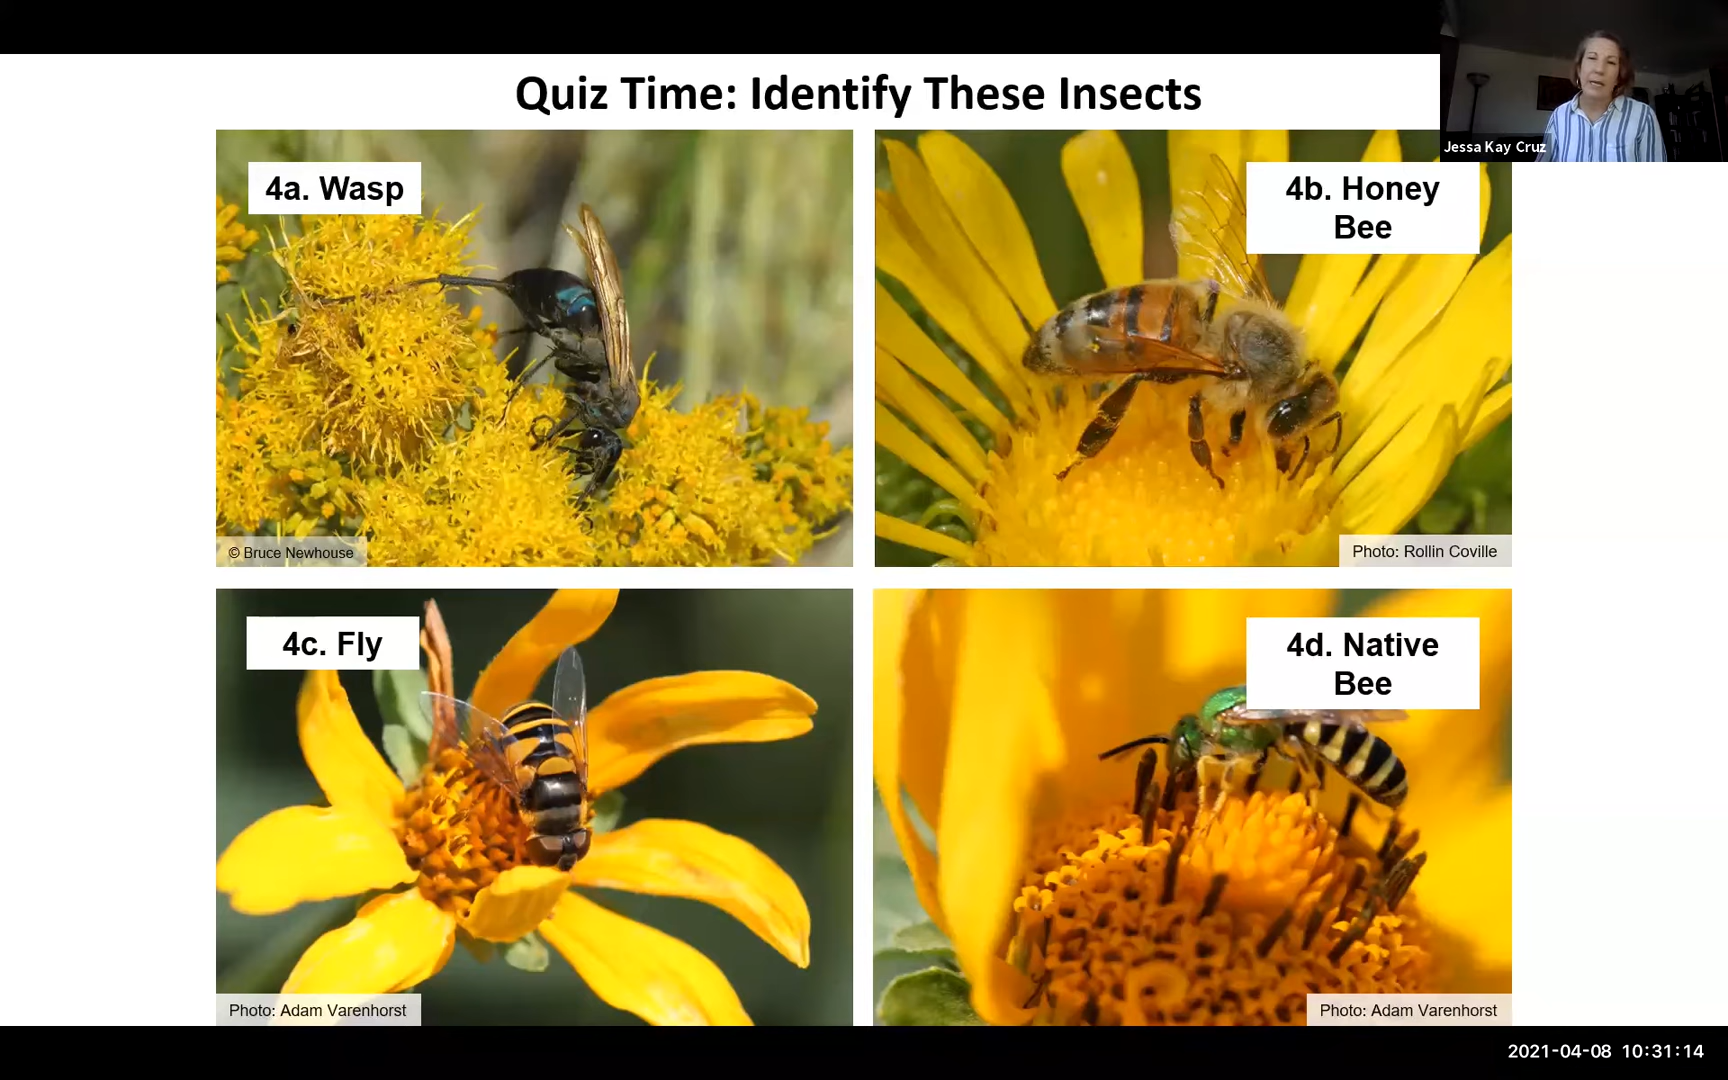 Quiz Time: Identify These Insects
Jessa Kay Cruz
4a. Wasp
4b. Honey
Bee
© Bruce Newhouse
Photo: Rollin Coville
4c. Fly
4d. Native
Bee
Photo: Adam Varenhorst
Photo: Adam Varenhorst
2021-04-08 10:31:14